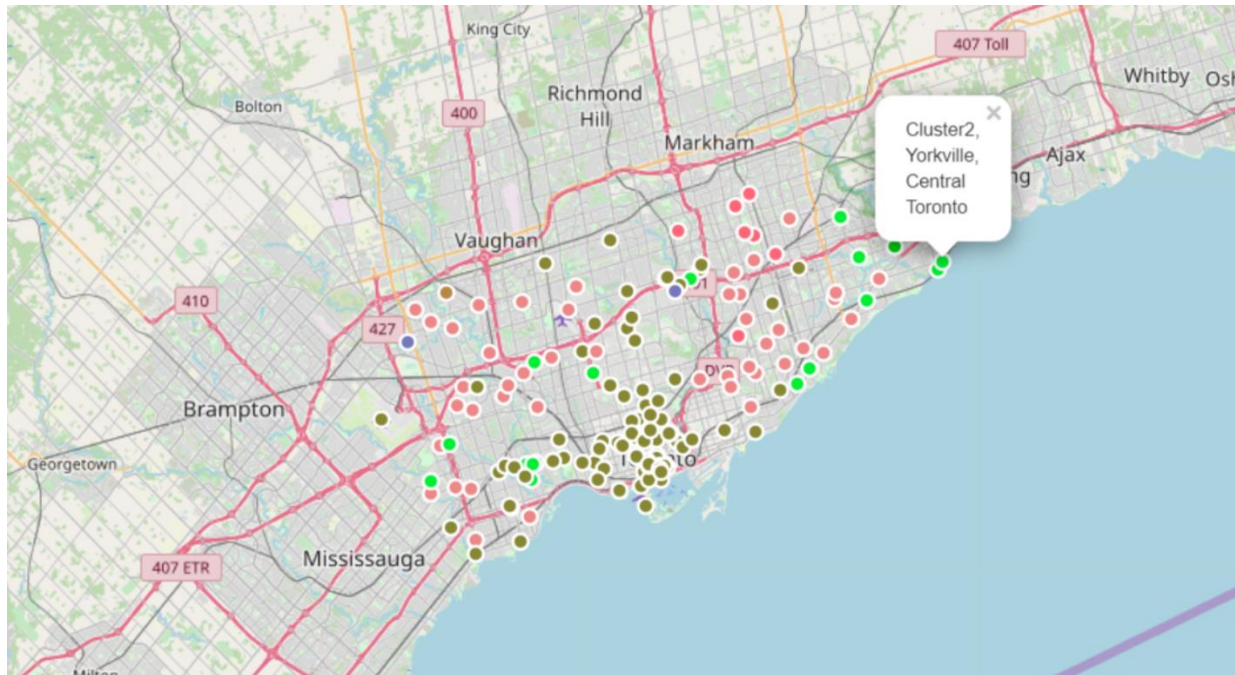 King City
407 Toll
Whitby
Richmond
Hill
Bolton
400
Markham
×
Cluster2,
Yorkville,
Central
Toronto
Ajax
Vaughan
410
427
Brampton
Georgetown
Mississauga
407 ETR